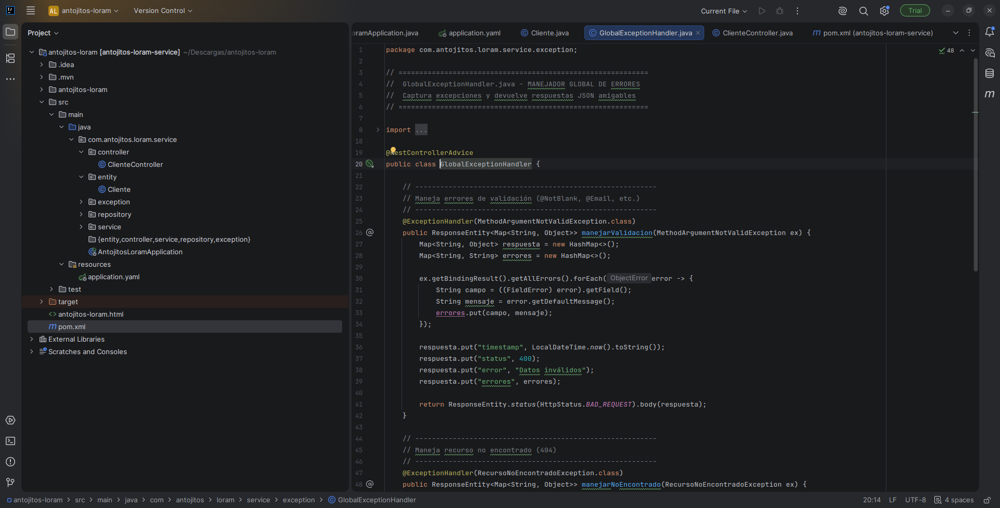 AL antojitos-loram Version Control Current File Trial
Project
antojitos-loram [antojitos-loram-service] ~/Descargas/antojitos-loram
.idea
.mvn
antojitos-loram
src
main
java
com.antojitos.loram.service
controller
ClienteController
entity
Cliente
exception
repository
service
{entity,controller,service,repository,exception}
AntojitosLoramApplication
resources
application.yaml
test
target
antojitos-loram.html
pom.xml
External Libraries
Scratches and Consoles
oramApplication.java application.yaml Cliente.java GlobalExceptionHandler.java ClienteController.java pom.xml (antojitos-loram-service)
48
1 package com.antojitos.loram.service.exception;
2
3 // ============================================================
4 //  GlobalExceptionHandler.java - MANEJADOR GLOBAL DE ERRORES
5 //  Captura excepciones y devuelve respuestas JSON amigables
6 // ============================================================
7
8 import ...
18
19 @RestControllerAdvice
20 public class GlobalExceptionHandler {
21
22     // ----------------------------------------------------------
23     // Maneja errores de validación (@NotBlank, @Email, etc.)
24     // ----------------------------------------------------------
25     @ExceptionHandler(MethodArgumentNotValidException.class)
26     public ResponseEntity<Map<String, Object>> manejarValidacion(MethodArgumentNotValidException ex) {
27         Map<String, Object> respuesta = new HashMap<>();
28         Map<String, String> errores = new HashMap<>();
29
30         ex.getBindingResult().getAllErrors().forEach( ObjectError error -> {
31             String campo = ((FieldError) error).getField();
32             String mensaje = error.getDefaultMessage();
33             errores.put(campo, mensaje);
34         });
35
36         respuesta.put("timestamp", LocalDateTime.now().toString());
37         respuesta.put("status", 400);
38         respuesta.put("error", "Datos inválidos");
39         respuesta.put("errores", errores);
40
41         return ResponseEntity.status(HttpStatus.BAD_REQUEST).body(respuesta);
42     }
43
44     // ----------------------------------------------------------
45     // Maneja recurso no encontrado (404)
46     // ----------------------------------------------------------
47     @ExceptionHandler(RecursoNoEncontradoException.class)
48     public ResponseEntity<Map<String, Object>> manejarNoEncontrado(RecursoNoEncontradoException ex) {
antojitos-loram > src > main > java > com > antojitos > loram > service > exception > GlobalExceptionHandler 20:14 LF UTF-8 4 spaces